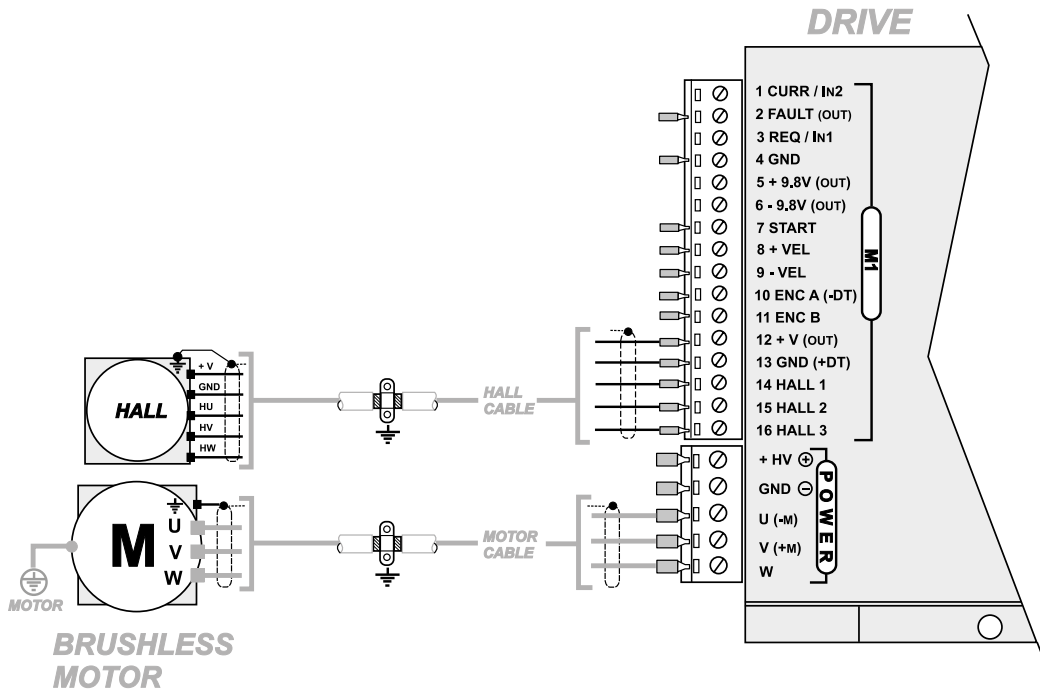 DRIVE
1 CURR / IN2
2 FAULT (OUT)
3 REQ / IN1
4 GND
5 + 9.8V (OUT)
6 - 9.8V (OUT)
7 START
8 + VEL
9 - VEL
10 ENC A (-DT)
11 ENC B
12 + V (OUT)
13 GND (+DT)
14 HALL 1
15 HALL 2
16 HALL 3
M1
+ HV +
GND -
U (-M)
V (+M)
W
POWER
HALL
+ V
GND
HU
HV
HW
HALL
CABLE
M
U
V
W
MOTOR
CABLE
MOTOR
BRUSHLESS
MOTOR